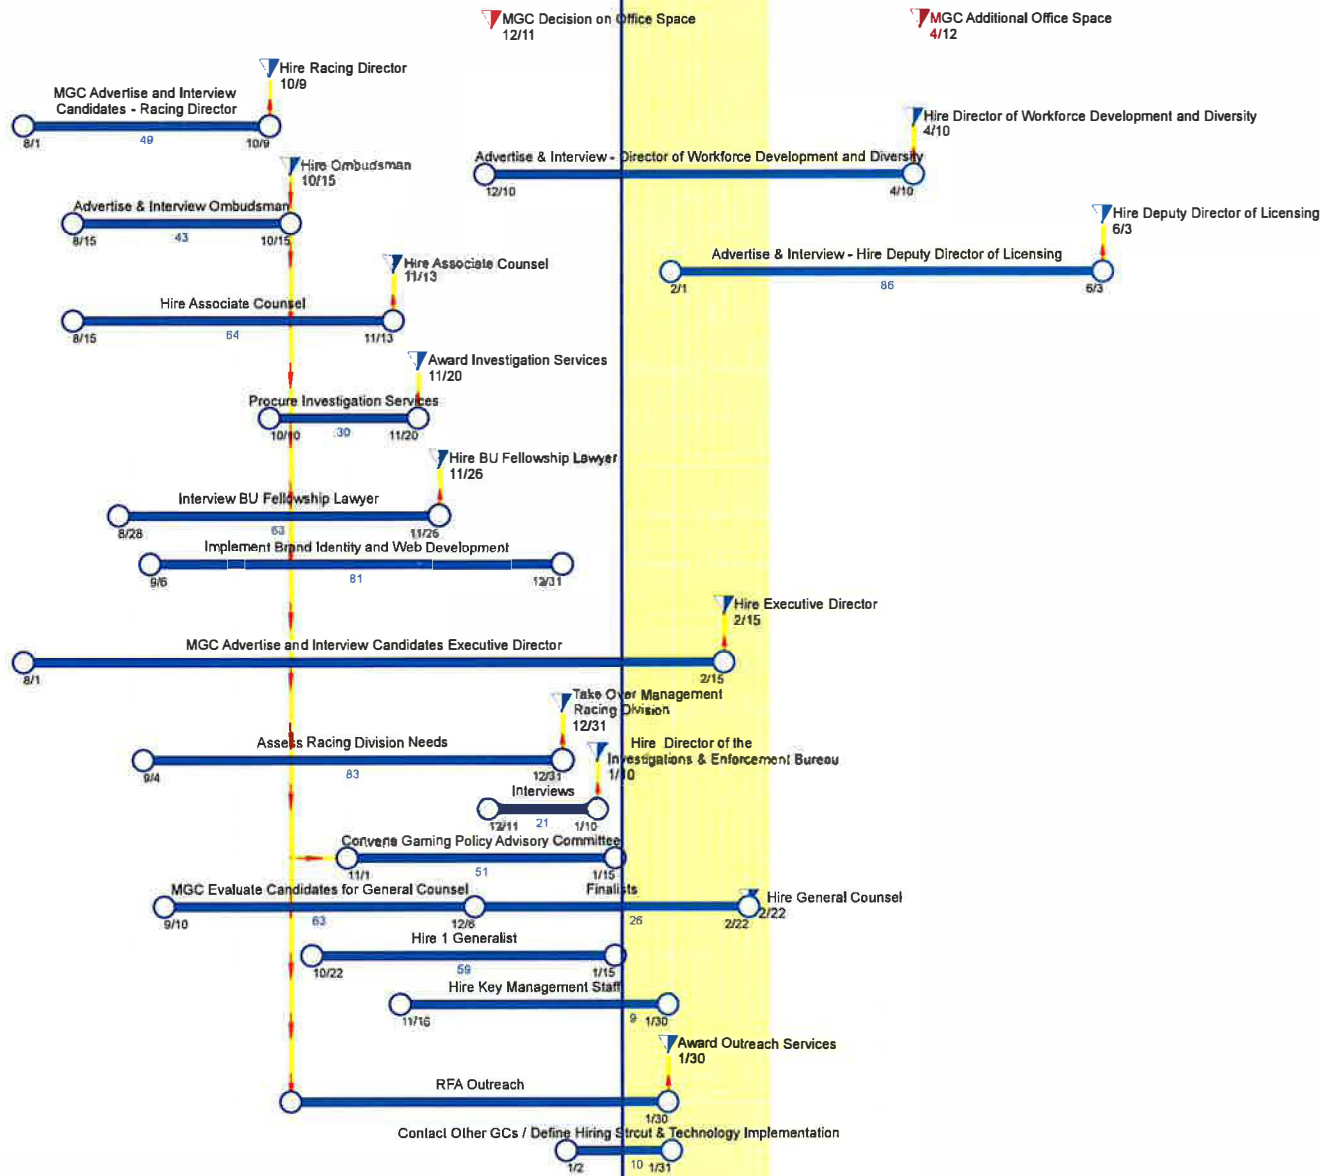 MGC Decision on Office Space
12/11
MGC Additional Office Space
4/12
Hire Racing Director
10/9
MGC Advertise and Interview
Candidates - Racing Director
8/1
49
10/9
Hire Director of Workforce Development and Diversity
4/10
Hire Ombudsman
10/15
Advertise & Interview - Director of Workforce Development and Diversity
12/10
4/10
Advertise & Interview Ombudsman
8/15
43
10/15
Hire Deputy Director of Licensing
6/3
Advertise & Interview - Hire Deputy Director of Licensing
2/1
86
6/3
Hire Associate Counsel
11/13
Hire Associate Counsel
8/15
64
11/13
Award Investigation Services
11/20
Procure Investigation Services
10/10
30
11/20
Hire BU Fellowship Lawyer
11/26
Interview BU Fellowship Lawyer
8/28
63
11/26
Implement Brand Identity and Web Development
9/6
81
12/31
Hire Executive Director
2/15
MGC Advertise and Interview Candidates Executive Director
8/1
2/15
Take Over Management
Racing Division
12/31
Assess Racing Division Needs
9/4
83
12/31
Hire Director of the
Investigations & Enforcement Bureau
1/10
Interviews
12/11
21
1/10
Convene Gaming Policy Advisory Committee
11/1
51
1/15
MGC Evaluate Candidates for General Counsel
Finalists
9/10
63
12/6
26
2/22
Hire General Counsel
2/22
Hire 1 Generalist
10/22
59
1/15
Hire Key Management Staff
11/16
9
1/30
Award Outreach Services
1/30
RFA Outreach
1/30
Contact Other GCs / Define Hiring Strcut & Technology Implementation
1/2
10
1/31